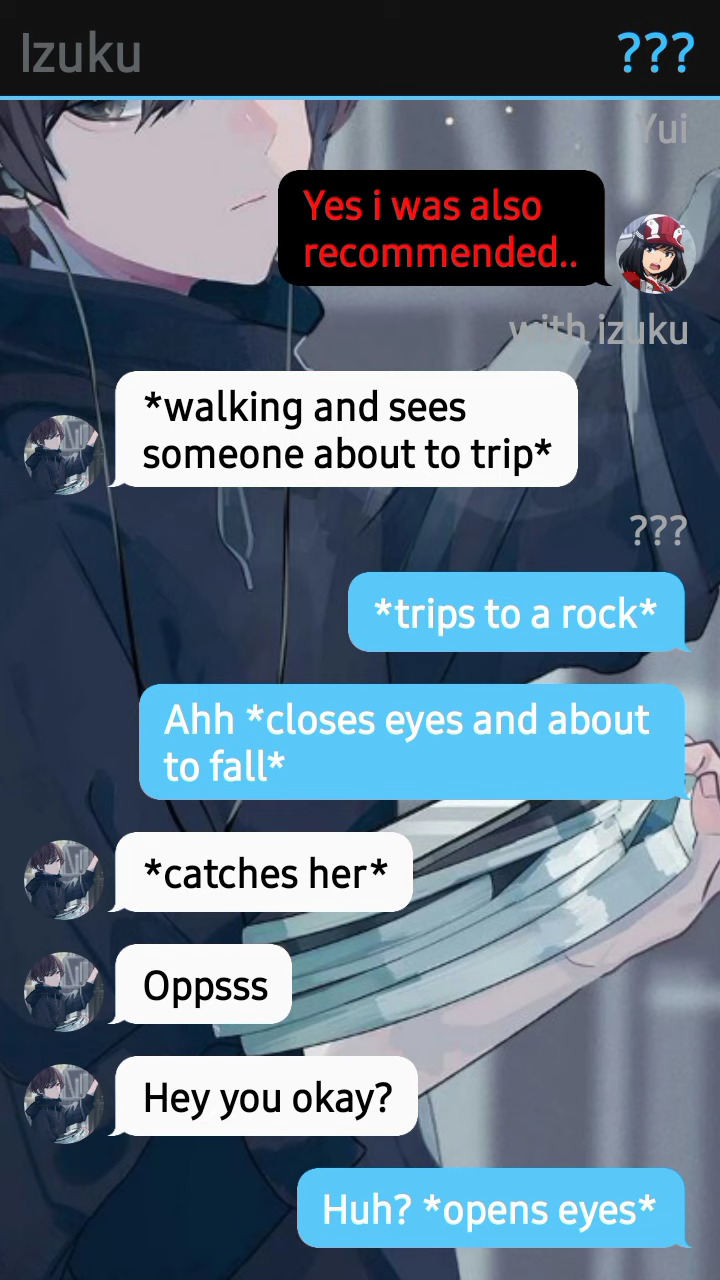 Izuku
???
Yui
Yes i was also
recommended..
with izuku
*walking and sees
someone about to trip*
???
*trips to a rock*
Ahh *closes eyes and about
to fall*
*catches her*
Oppsss
Hey you okay?
Huh? *opens eyes*